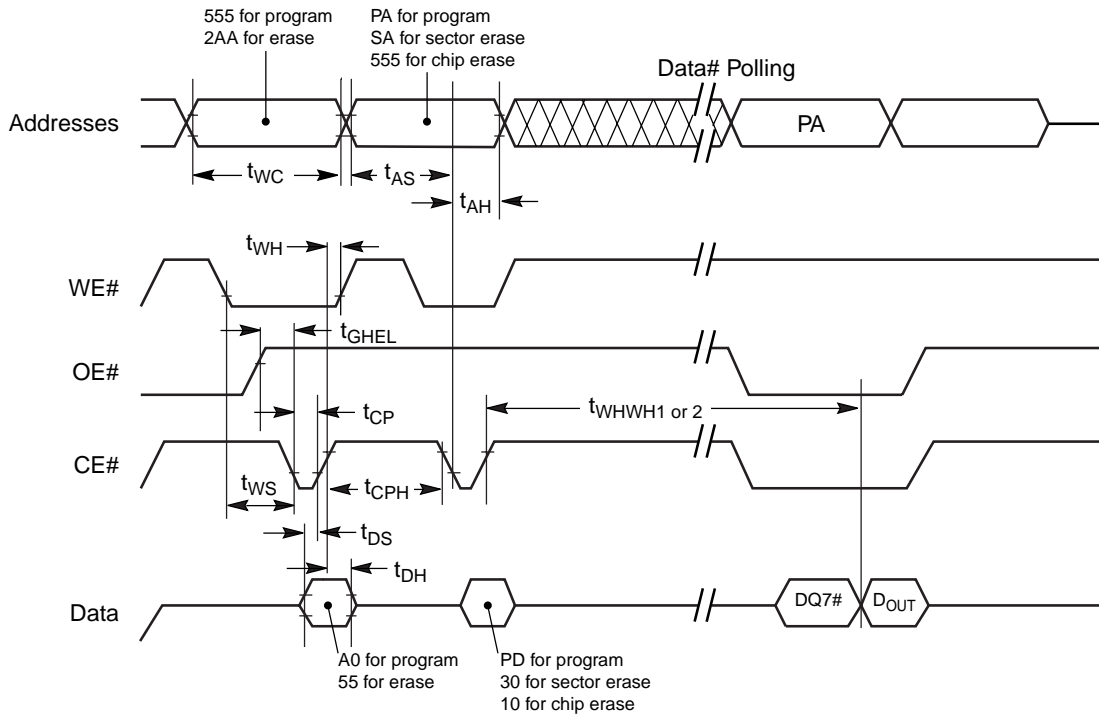 555 for program
2AA for erase
PA for program
SA for sector erase
555 for chip erase
Data# Polling
Addresses
PA
tWC
tAS
tAH
tWH
WE#
tGHEL
OE#
tCP
tWHWH1 or 2
CE#
tWS
tCPH
tDS
tDH
Data
DQ7#
DOUT
A0 for program
55 for erase
PD for program
30 for sector erase
10 for chip erase